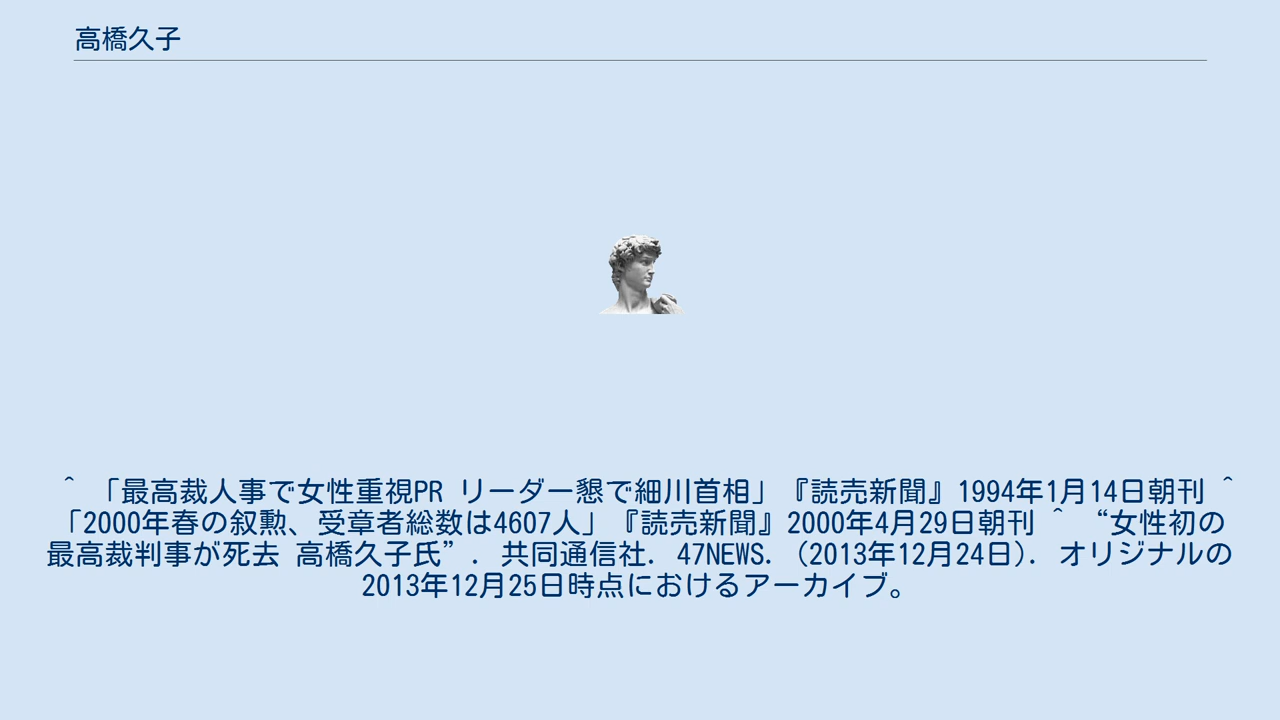 高橋久子
^ 「最高裁人事で女性重視PR リーダー懇で細川首相」『読売新聞』1994年1月14日朝刊 ^
「2000年春の叙勲、受章者総数は4607人」『読売新聞』2000年4月29日朝刊 ^ “女性初の
最高裁判事が死去 高橋久子氏”. 共同通信社. 47NEWS. (2013年12月24日). オリジナルの
2013年12月25日時点におけるアーカイブ。